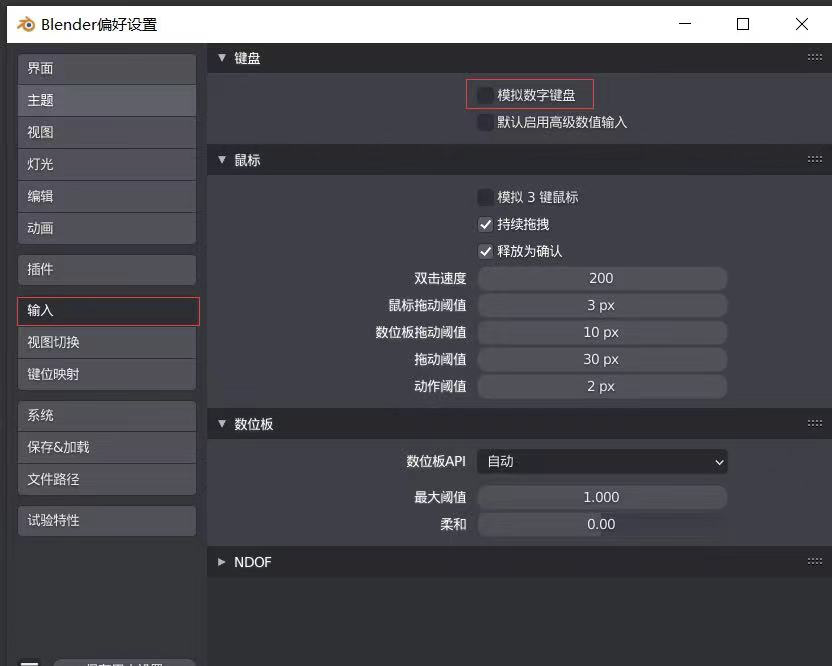 Blender偏好设置
界面
主题
视图
灯光
编辑
动画
插件
输入
视图切换
键位映射
系统
保存&加载
文件路径
试验特性
键盘
模拟数字键盘
默认启用高级数值输入
鼠标
模拟 3 键鼠标
持续拖拽
释放为确认
双击速度 200
鼠标拖动阈值 3 px
数位板拖动阈值 10 px
拖动阈值 30 px
动作阈值 2 px
数位板
数位板API 自动
最大阈值 1.000
柔和 0.00
NDOF